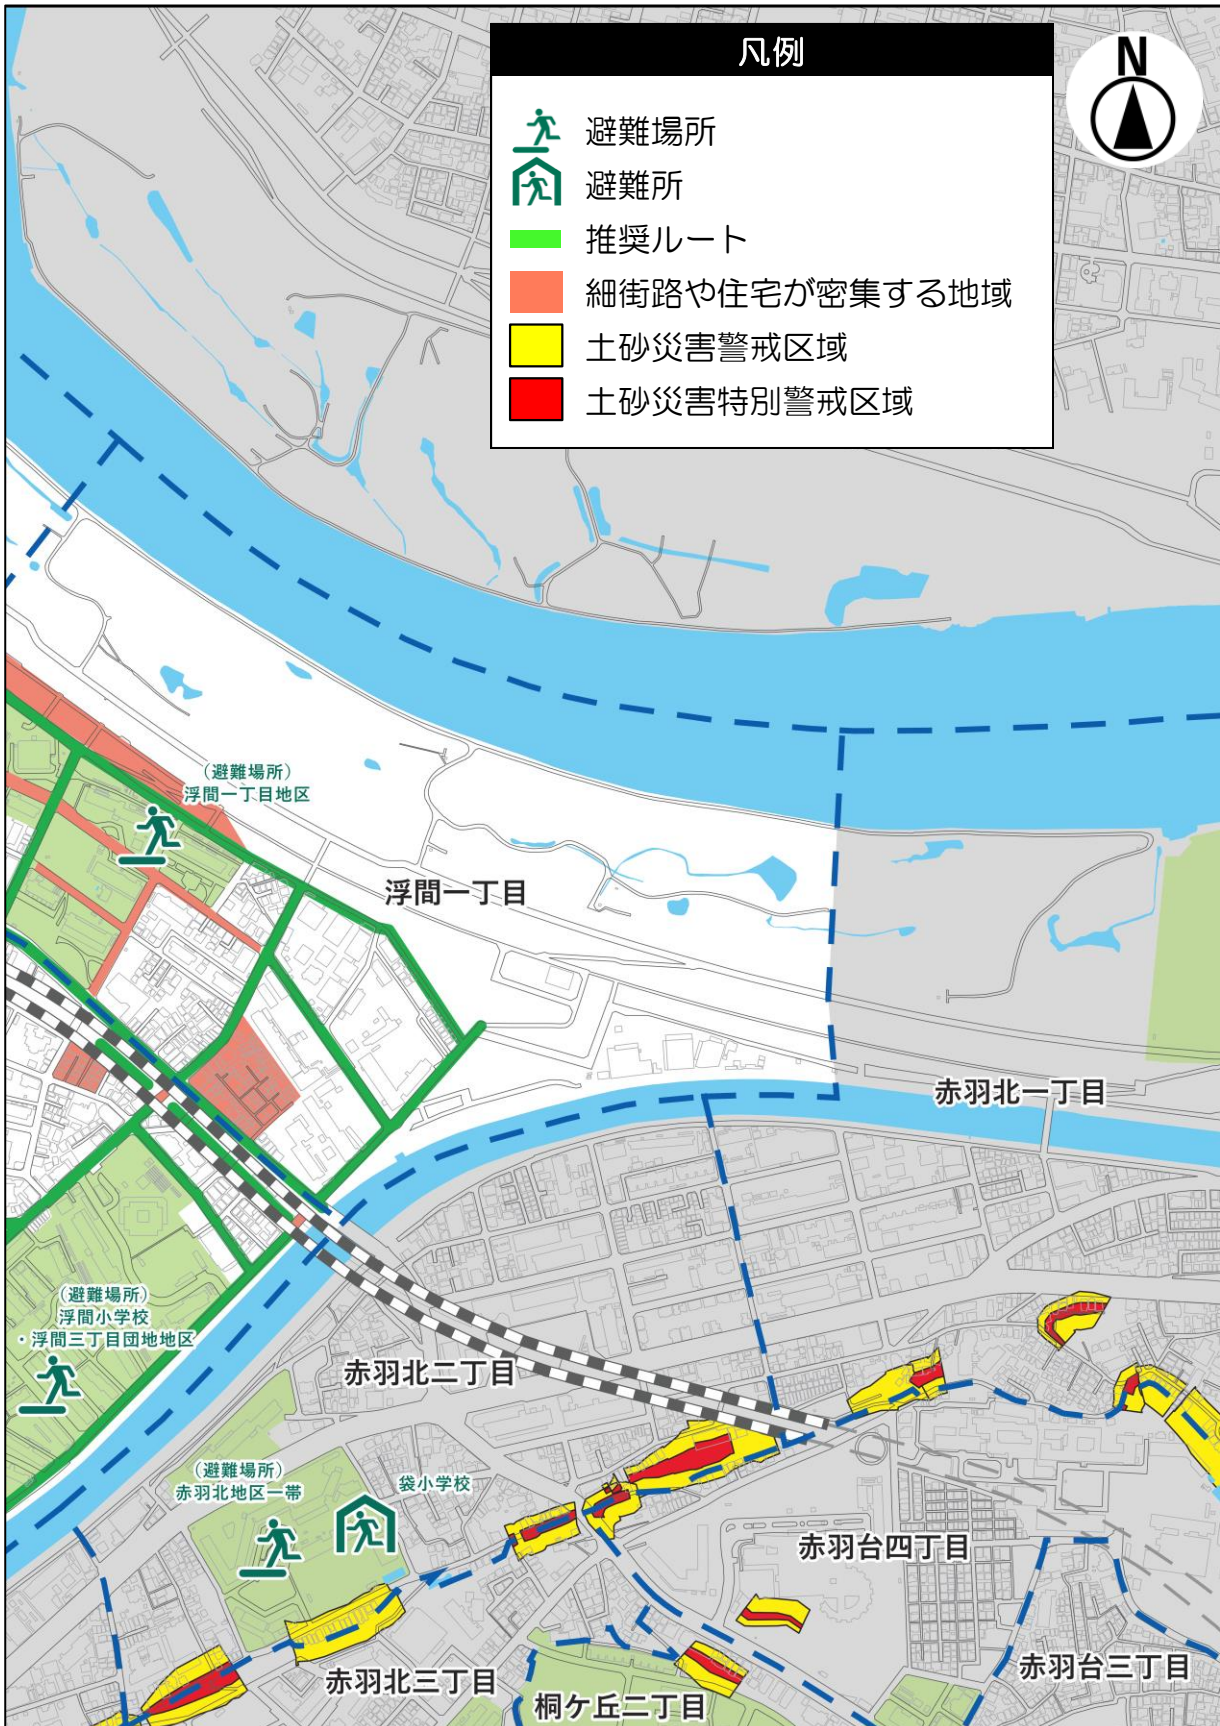 凡例
N
避難場所
避難所
推奨ルート
細街路や住宅が密集する地域
土砂災害警戒区域
土砂災害特別警戒区域
(避難場所)
浮間一丁目地区
浮間一丁目
赤羽北一丁目
(避難場所)
浮間小学校
・浮間三丁目団地地区
赤羽北二丁目
(避難場所)
赤羽北地区一帯
袋小学校
赤羽台四丁目
赤羽台三丁目
赤羽北三丁目
桐ケ丘二丁目